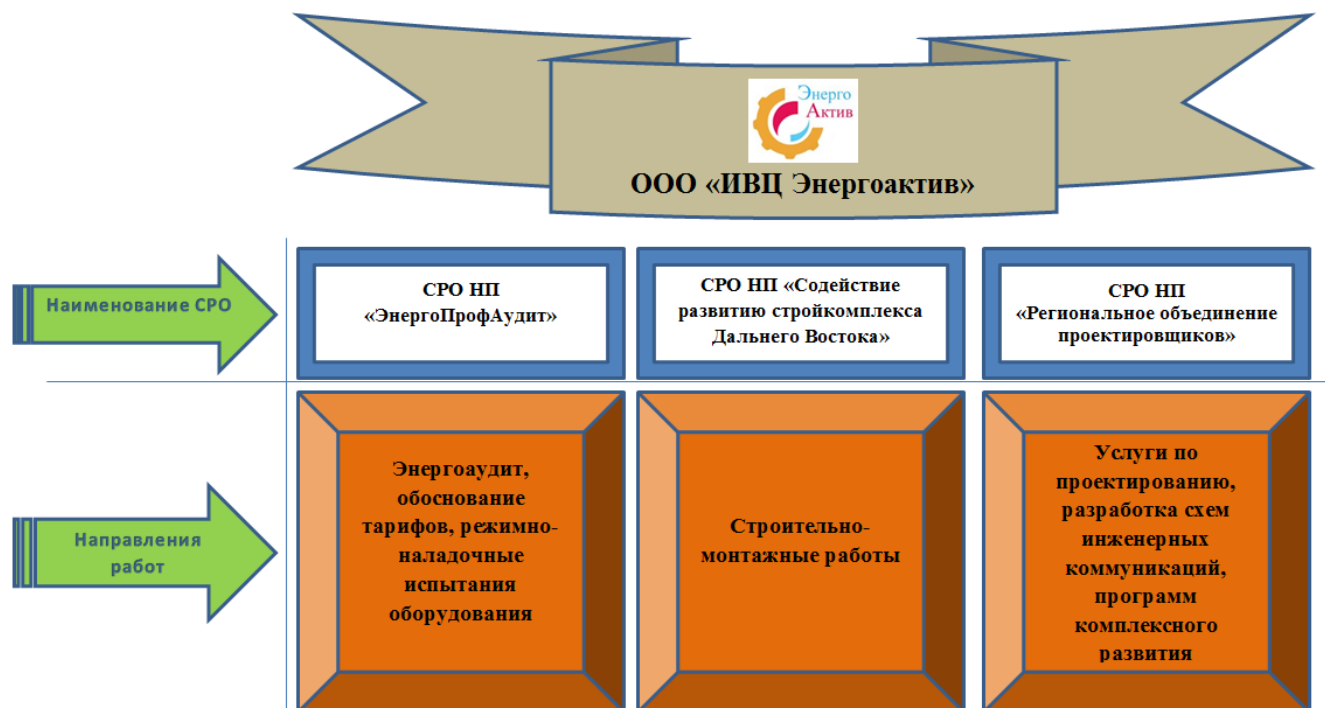 Энерго
Актив
ООО «ИВЦ Энергоактив»
Наименование СРО
СРО НП
«ЭнергоПрофАудит»
СРО НП «Содействие
развитию стройкомплекса
Дальнего Востока»
СРО НП
«Региональное объединение
проектировщиков»
Направления
работ
Энергоаудит,
обоснование
тарифов, режимно-
наладочные
испытания
оборудования
Строительно-
монтажные работы
Услуги по
проектированию,
разработка схем
инженерных
коммуникаций,
программ
комплексного
развития